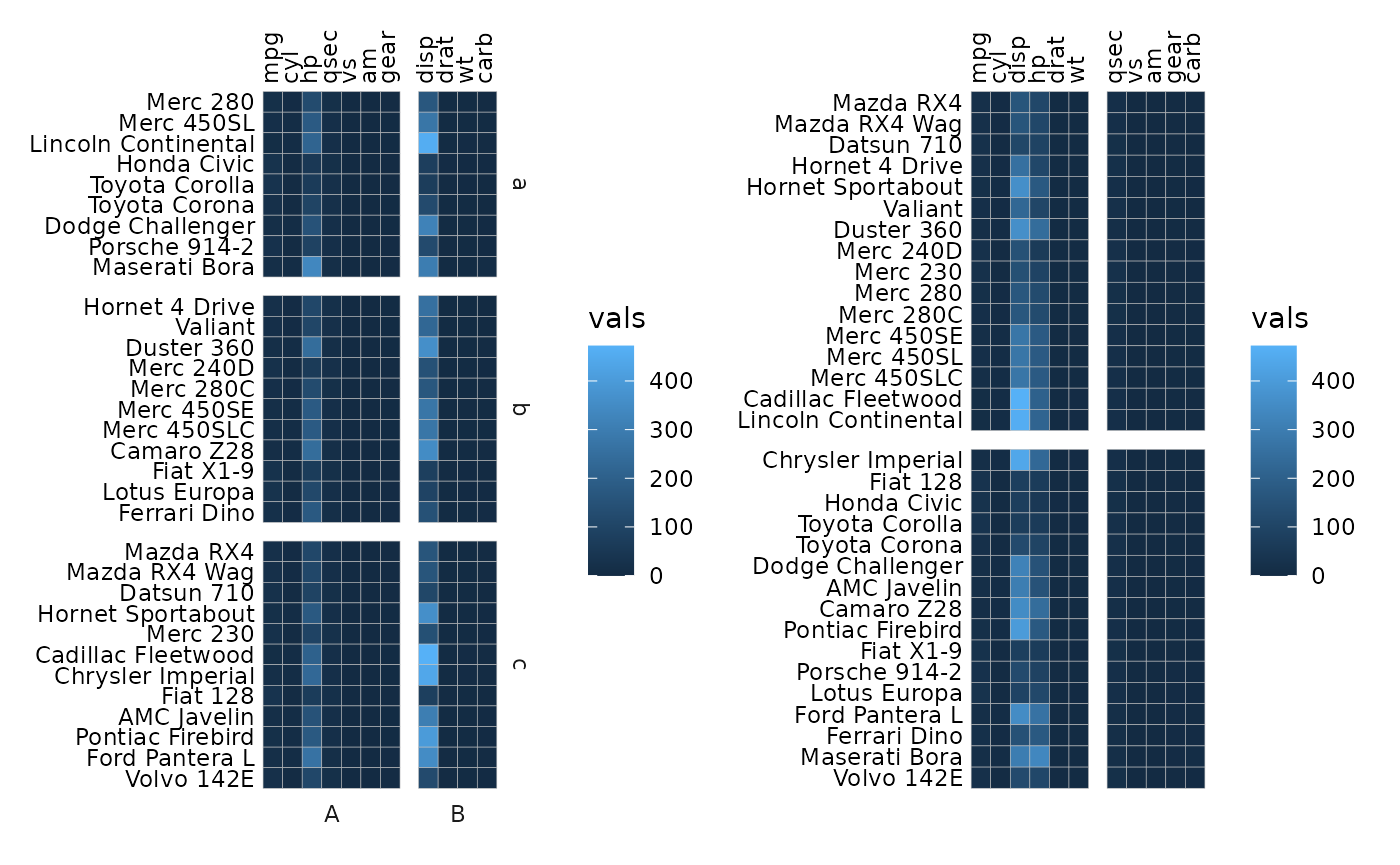 mpg
cyl
hp
qsec
vs
am
gear
disp
drat
wt
carb
Merc 280
Merc 450SL
Lincoln Continental
Honda Civic
Toyota Corolla
Toyota Corona
Dodge Challenger
Porsche 914-2
Maserati Bora
a
Hornet 4 Drive
Valiant
Duster 360
Merc 240D
Merc 280C
Merc 450SE
Merc 450SLC
Camaro Z28
Fiat X1-9
Lotus Europa
Ferrari Dino
b
Mazda RX4
Mazda RX4 Wag
Datsun 710
Hornet Sportabout
Merc 230
Cadillac Fleetwood
Chrysler Imperial
Fiat 128
AMC Javelin
Pontiac Firebird
Ford Pantera L
Volvo 142E
c
A
B
vals
400
300
200
100
0
mpg
cyl
disp
hp
drat
wt
qsec
vs
am
gear
carb
Mazda RX4
Mazda RX4 Wag
Datsun 710
Hornet 4 Drive
Hornet Sportabout
Valiant
Duster 360
Merc 240D
Merc 230
Merc 280
Merc 280C
Merc 450SE
Merc 450SL
Merc 450SLC
Cadillac Fleetwood
Lincoln Continental
Chrysler Imperial
Fiat 128
Honda Civic
Toyota Corolla
Toyota Corona
Dodge Challenger
AMC Javelin
Camaro Z28
Pontiac Firebird
Fiat X1-9
Porsche 914-2
Lotus Europa
Ford Pantera L
Ferrari Dino
Maserati Bora
Volvo 142E
vals
400
300
200
100
0